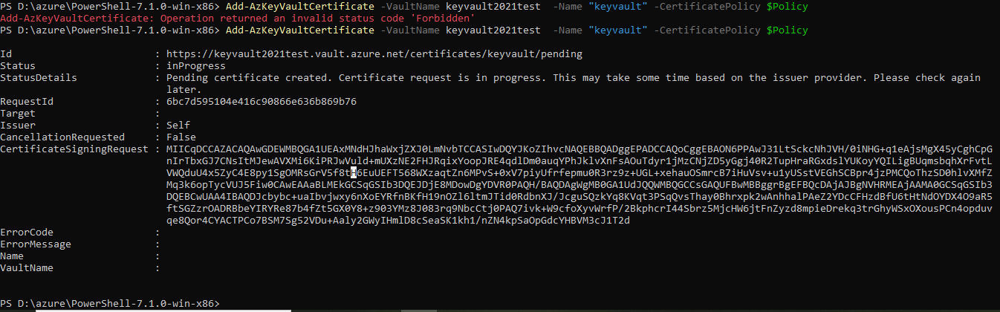 PS D:\azure\PowerShell-7.1.0-win-x86> Add-AzKeyVaultCertificate -VaultName keyvault2021test  -Name "keyvault" -CertificatePolicy $Policy
Add-AzKeyVaultCertificate: Operation returned an invalid status code 'Forbidden'
PS D:\azure\PowerShell-7.1.0-win-x86> Add-AzKeyVaultCertificate -VaultName keyvault2021test  -Name "keyvault" -CertificatePolicy $Policy
Id                        : https://keyvault2021test.vault.azure.net/certificates/keyvault/pending
Status                    : inProgress
StatusDetails             : Pending certificate created. Certificate request is in progress. This may take some time based on the issuer provider. Please check again
                            later.
RequestId                 : 6bc7d595104e416c90866e636b869b76
Target                    :
Issuer                    : Self
CancellationRequested     : False
CertificateSigningRequest : MIICqDCCAZACAQAwGDEWMBQGA1UEAxMNdHJhaWxjZXJ0LmNvbTCCASIwDQYJKoZIhvcNAQEBBQADggEPADCCAQoCggEBAON6PPAwJ31LtSckcNhJVH/0iNHG+q1eAjsMgX45yCghCpG
                            nIrTbxGJ7CNsItMJewAVXMi6KiPRJwVuld+mUXzNE2FHJRqixYoopJRE4qdlDm0auqYPhJklvXnFsAOuTdyr1jMzCNjZD5yGgj40R2TupHraRGxdslYUKoyYQILigBUqmsbqhXrFvtL
                            VWQduU4x5ZyC4E8py1SgOMRsGrV5f8tH6EuUEFT568WXzaqtZn6MPvS+0xV7piyUfrfepmu0R3rz9z+UGL+xehauOSmrcB7iHuVsv+u1yUSstVEGhSCBpr4jzPMCQoThzSD0hlvXMfZ
                            Mq3k6opTycVUJ5Fiw0CAwEAAaBLMEkGCSqGSIb3DQEJDjE8MDowDgYDVR0PAQH/BAQDAgWgMB0GA1UdJQQWMBQGCCsGAQUFBwMBBggrBgEFBQcDAjAJBgNVHRMEAjAAMA0GCSqGSIb3
                            DQEBCwUAA4IBAQDJcbybc+uaIbvjwxy6nXoEYRfnBKfH19nOZl6ltmJTid0RdbnXJ/JcguSQzkYq8KVqt3PSqQvsThay0Bhrxpk2wAnhhalPAeZ2YDcCFHzdBfU6tHtNdOYDX4O9aR5
                            ftSGZzrOADRBbeYIRYRe87b4fZt5GX0Y8+z903YMz8J083rq9NbcCtj0PAQ7ivk+W9cfoXyvWrfP/2BkphcrI44Sbrz5MjcHW6jtFnZyzd8mpieDrekq3trGhyWSxOXousPCn4opduv
                            qe8Qor4CYACTPCo7BSM7Sg52VDu+Aaly2GWyIHmlD8cSeaSK1kh1/nZN4kpSaOpGdcYHBVM3cJ1T2d
ErrorCode                 :
ErrorMessage              :
Name                      :
VaultName                 :
PS D:\azure\PowerShell-7.1.0-win-x86>